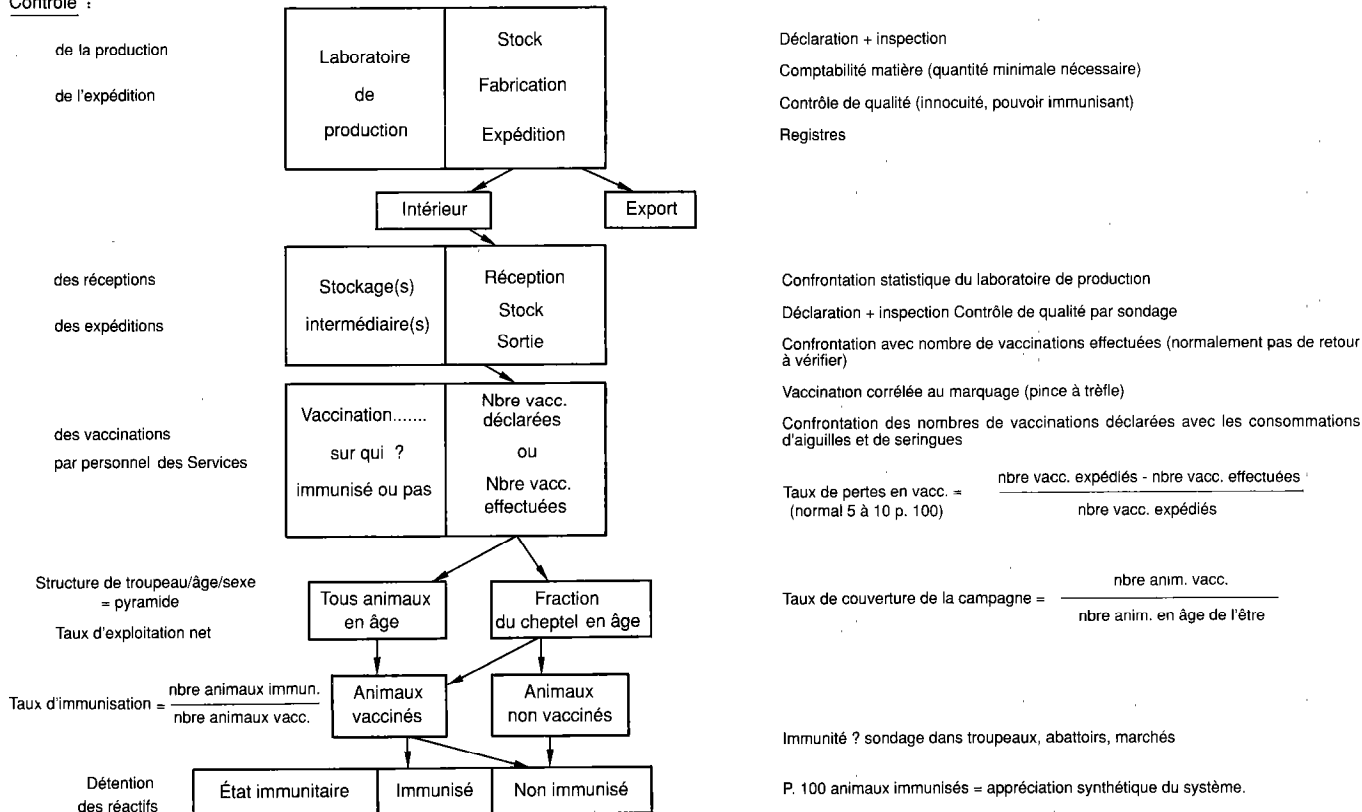 Contrôle :
de la production
de l'expédition
Laboratoire
de
production
Stock
Fabrication
Expédition
Déclaration + inspection
Comptabilité matière (quantité minimale nécessaire)
Contrôle de qualité (innocuité, pouvoir immunisant)
Registres
Intérieur
Export
des réceptions
des expéditions
Stockage(s)
intermédiaire(s)
Réception
Stock
Sortie
Confrontation statistique du laboratoire de production
Déclaration + inspection Contrôle de qualité par sondage
Confrontation avec nombre de vaccinations effectuées (normalement pas de retour
à vérifier)
des vaccinations
par personnel des Services
Vaccination.......
sur qui ?
immunisé ou pas
Nbre vacc.
déclarées
ou
Nbre vacc.
effectuées
Vaccination corrélée au marquage (pince à trèfle)
Confrontation des nombres de vaccinations déclarées avec les consommations
d'aiguilles et de seringues
Taux de pertes en vacc. =
(normal 5 à 10 p. 100)
nbre vacc. expédiés - nbre vacc. effectuées
nbre vacc. expédiés
Structure de troupeau/âge/sexe
= pyramide
Taux d'exploitation net
Tous animaux
en âge
Fraction
du cheptel en âge
Taux de couverture de la campagne =
nbre anim. vacc.
nbre anim. en âge de l'être
Taux d'immunisation =
nbre animaux immun.
nbre animaux vacc.
Animaux
vaccinés
Animaux
non vaccinés
Immunité ? sondage dans troupeaux, abattoirs, marchés
Détention
des réactifs
État immunitaire
Immunisé
Non immunisé
P. 100 animaux immunisés = appréciation synthétique du système.